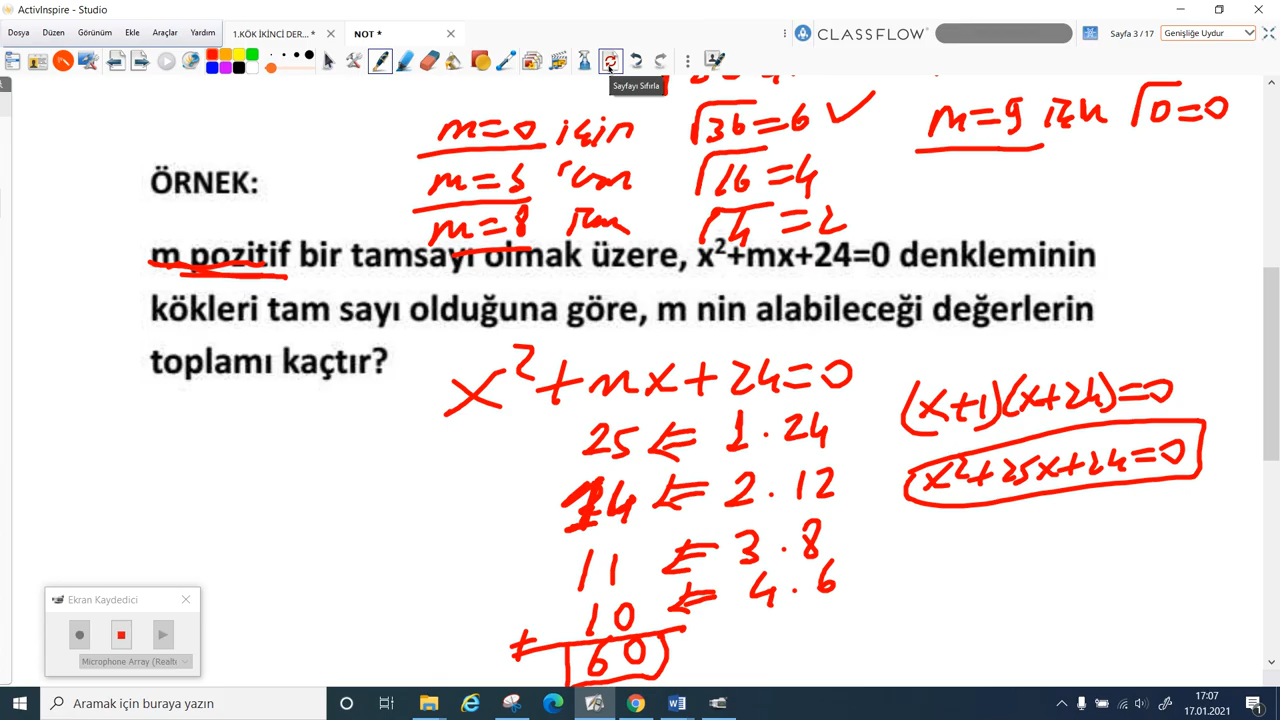 ActivInspire - Studio
Dosya Düzen Görünüm Ekle Araçlar Yardım
1.KÖK İKİNCİ DER...
NOT *
CLASSFLOW
Sayfa 3 / 17
Genişliğe Uydur
Sayfayı Sıfırla
m=0 için √36=6 ✓
m=9 için √0=0
m=5 için √16=4
m=8 için √4=2
ÖRNEK:
m pozitif bir tamsayı olmak üzere, x²+mx+24=0 denkleminin
kökleri tam sayı olduğuna göre, m nin alabileceği değerlerin
toplamı kaçtır?
x²+mx+24=0
(x+1)(x+24)=0
25 ⇐ 1·24
x²+25x+24=0
14 ⇐ 2·12
11 ⇐ 3·8
10 ⇐ 4·6
+
60
Ekran Kaydedici
Microphone Array (Realt
Aramak için buraya yazın
17:07
17.01.2021
1